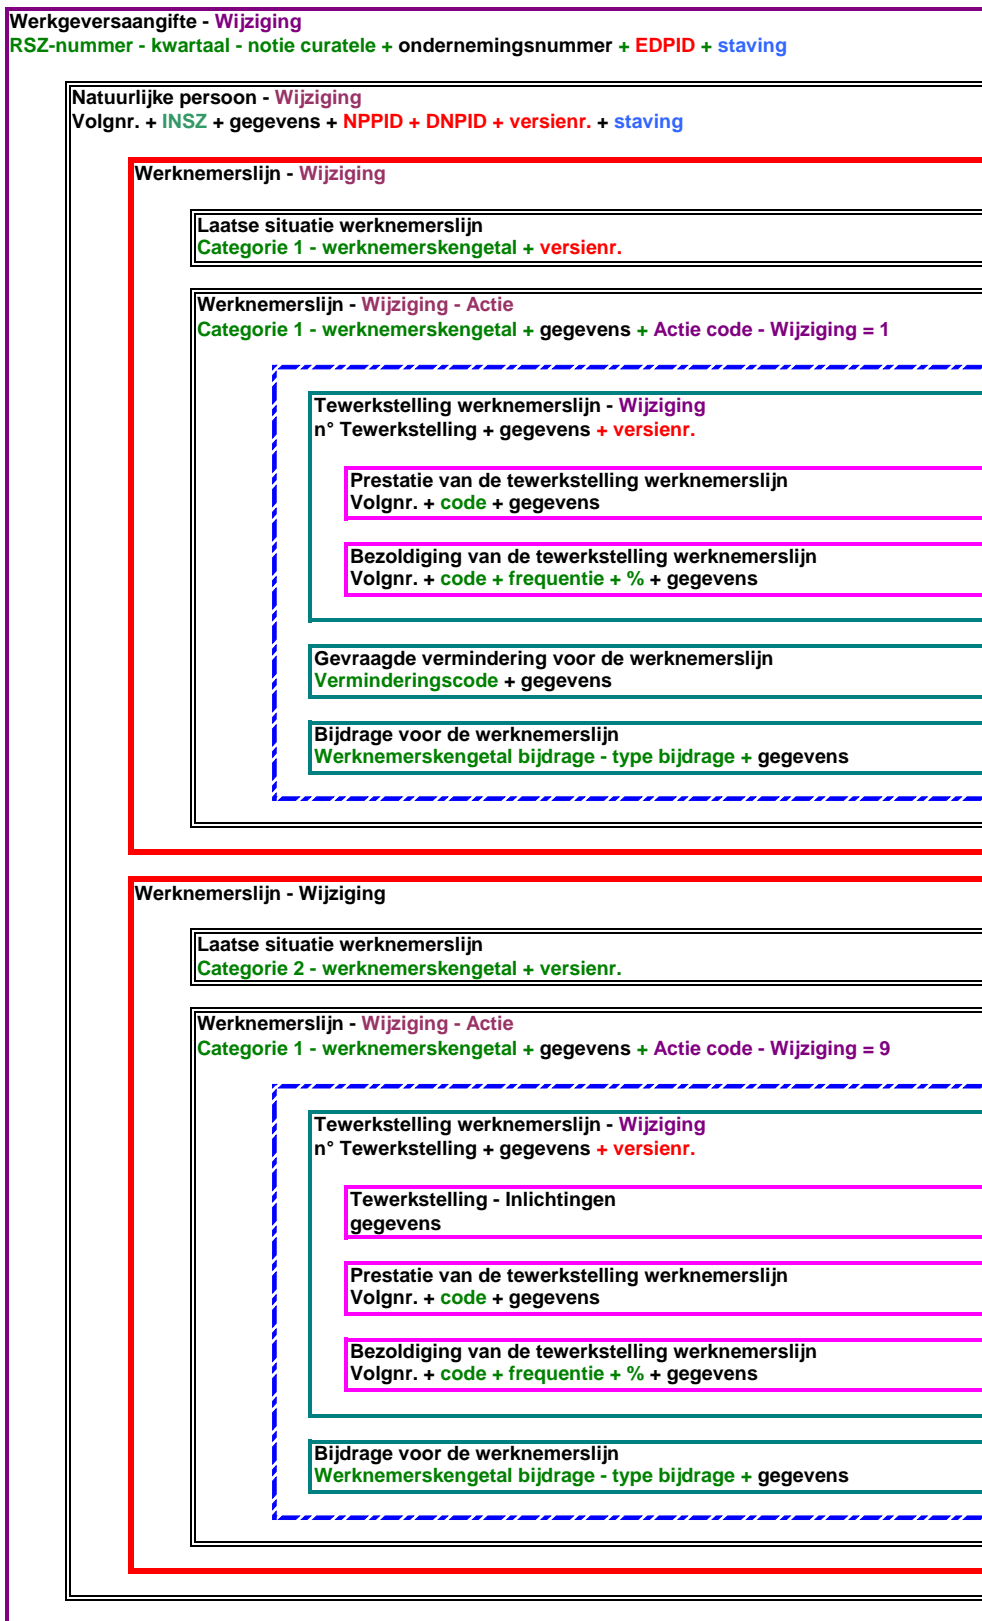 Werkgeversaangifte - Wijziging
RSZ-nummer - kwartaal - notie curatele + ondernemingsnummer + EDPID + staving
Natuurlijke persoon - Wijziging
Volgnr. + INSZ + gegevens + NPPID + DNPID + versienr. + staving
Werknemerslijn - Wijziging
Laatse situatie werknemerslijn
Categorie 1 - werknemerskengetal + versienr.
Werknemerslijn - Wijziging - Actie
Categorie 1 - werknemerskengetal + gegevens + Actie code - Wijziging = 1
Tewerkstelling werknemerslijn - Wijziging
n° Tewerkstelling + gegevens + versienr.
Prestatie van de tewerkstelling werknemerslijn
Volgnr. + code + gegevens
Bezoldiging van de tewerkstelling werknemerslijn
Volgnr. + code + frequentie + % + gegevens
Gevraagde vermindering voor de werknemerslijn
Verminderingscode + gegevens
Bijdrage voor de werknemerslijn
Werknemerskengetal bijdrage - type bijdrage + gegevens
Werknemerslijn - Wijziging
Laatse situatie werknemerslijn
Categorie 2 - werknemerskengetal + versienr.
Werknemerslijn - Wijziging - Actie
Categorie 1 - werknemerskengetal + gegevens + Actie code - Wijziging = 9
Tewerkstelling werknemerslijn - Wijziging
n° Tewerkstelling + gegevens + versienr.
Tewerkstelling - Inlichtingen
gegevens
Prestatie van de tewerkstelling werknemerslijn
Volgnr. + code + gegevens
Bezoldiging van de tewerkstelling werknemerslijn
Volgnr. + code + frequentie + % + gegevens
Bijdrage voor de werknemerslijn
Werknemerskengetal bijdrage - type bijdrage + gegevens